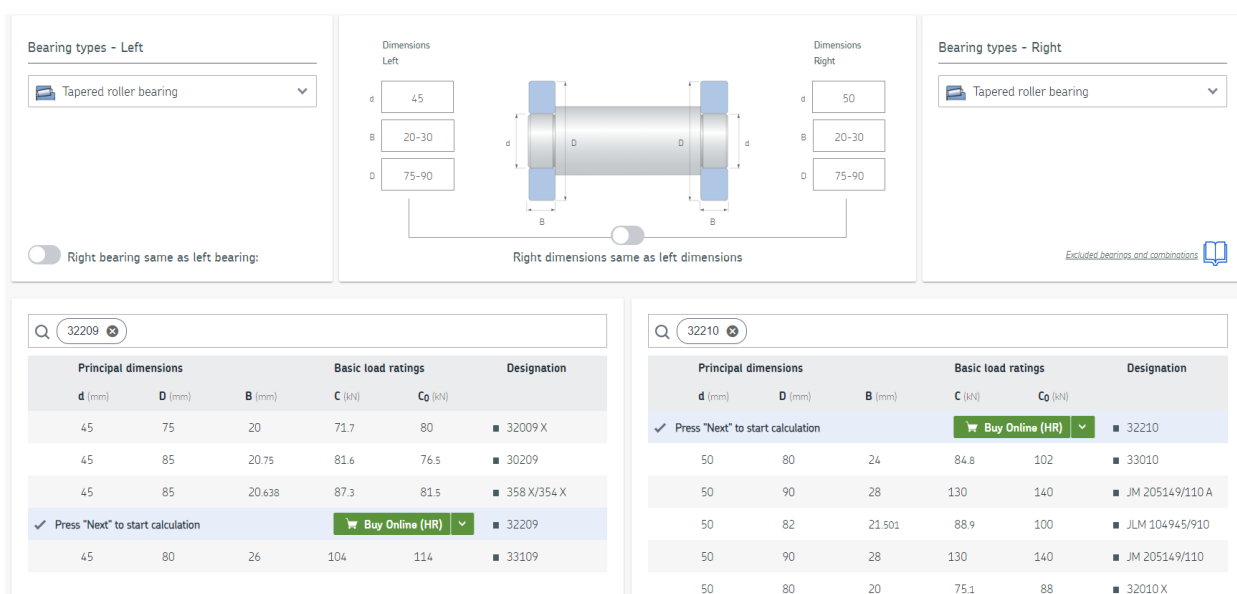 Bearing types - Left
Tapered roller bearing
Right bearing same as left bearing:
Dimensions
Left
d 45
B 20-30
D 75-90
d D D d
B B
Dimensions
Right
d 50
B 20-30
D 75-90
Right dimensions same as left dimensions
Bearing types - Right
Tapered roller bearing
Excluded bearings and combinations
32209
Principal dimensions Basic load ratings Designation
d (mm) D (mm) B (mm) C (kN) C0 (kN)
45 75 20 71.7 80 32009 X
45 85 20.75 81.6 76.5 30209
45 85 20.638 87.3 81.5 358 X/354 X
Press "Next" to start calculation Buy Online (HR) 32209
45 80 26 104 114 33109
32210
Principal dimensions Basic load ratings Designation
d (mm) D (mm) B (mm) C (kN) C0 (kN)
Press "Next" to start calculation Buy Online (HR) 32210
50 80 24 84.8 102 33010
50 90 28 130 140 JM 205149/110 A
50 82 21.501 88.9 100 JLM 104945/910
50 90 28 130 140 JM 205149/110
50 80 20 75.1 88 32010 X